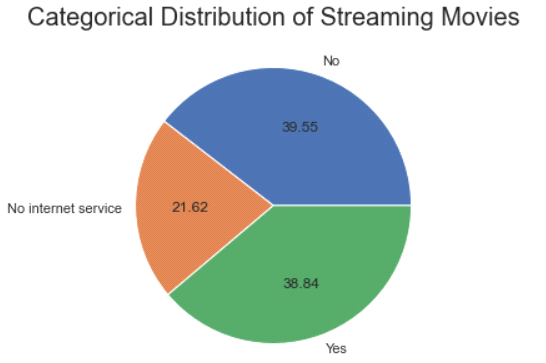 Categorical Distribution of Streaming Movies
No
39.55
No internet service
21.62
38.84
Yes